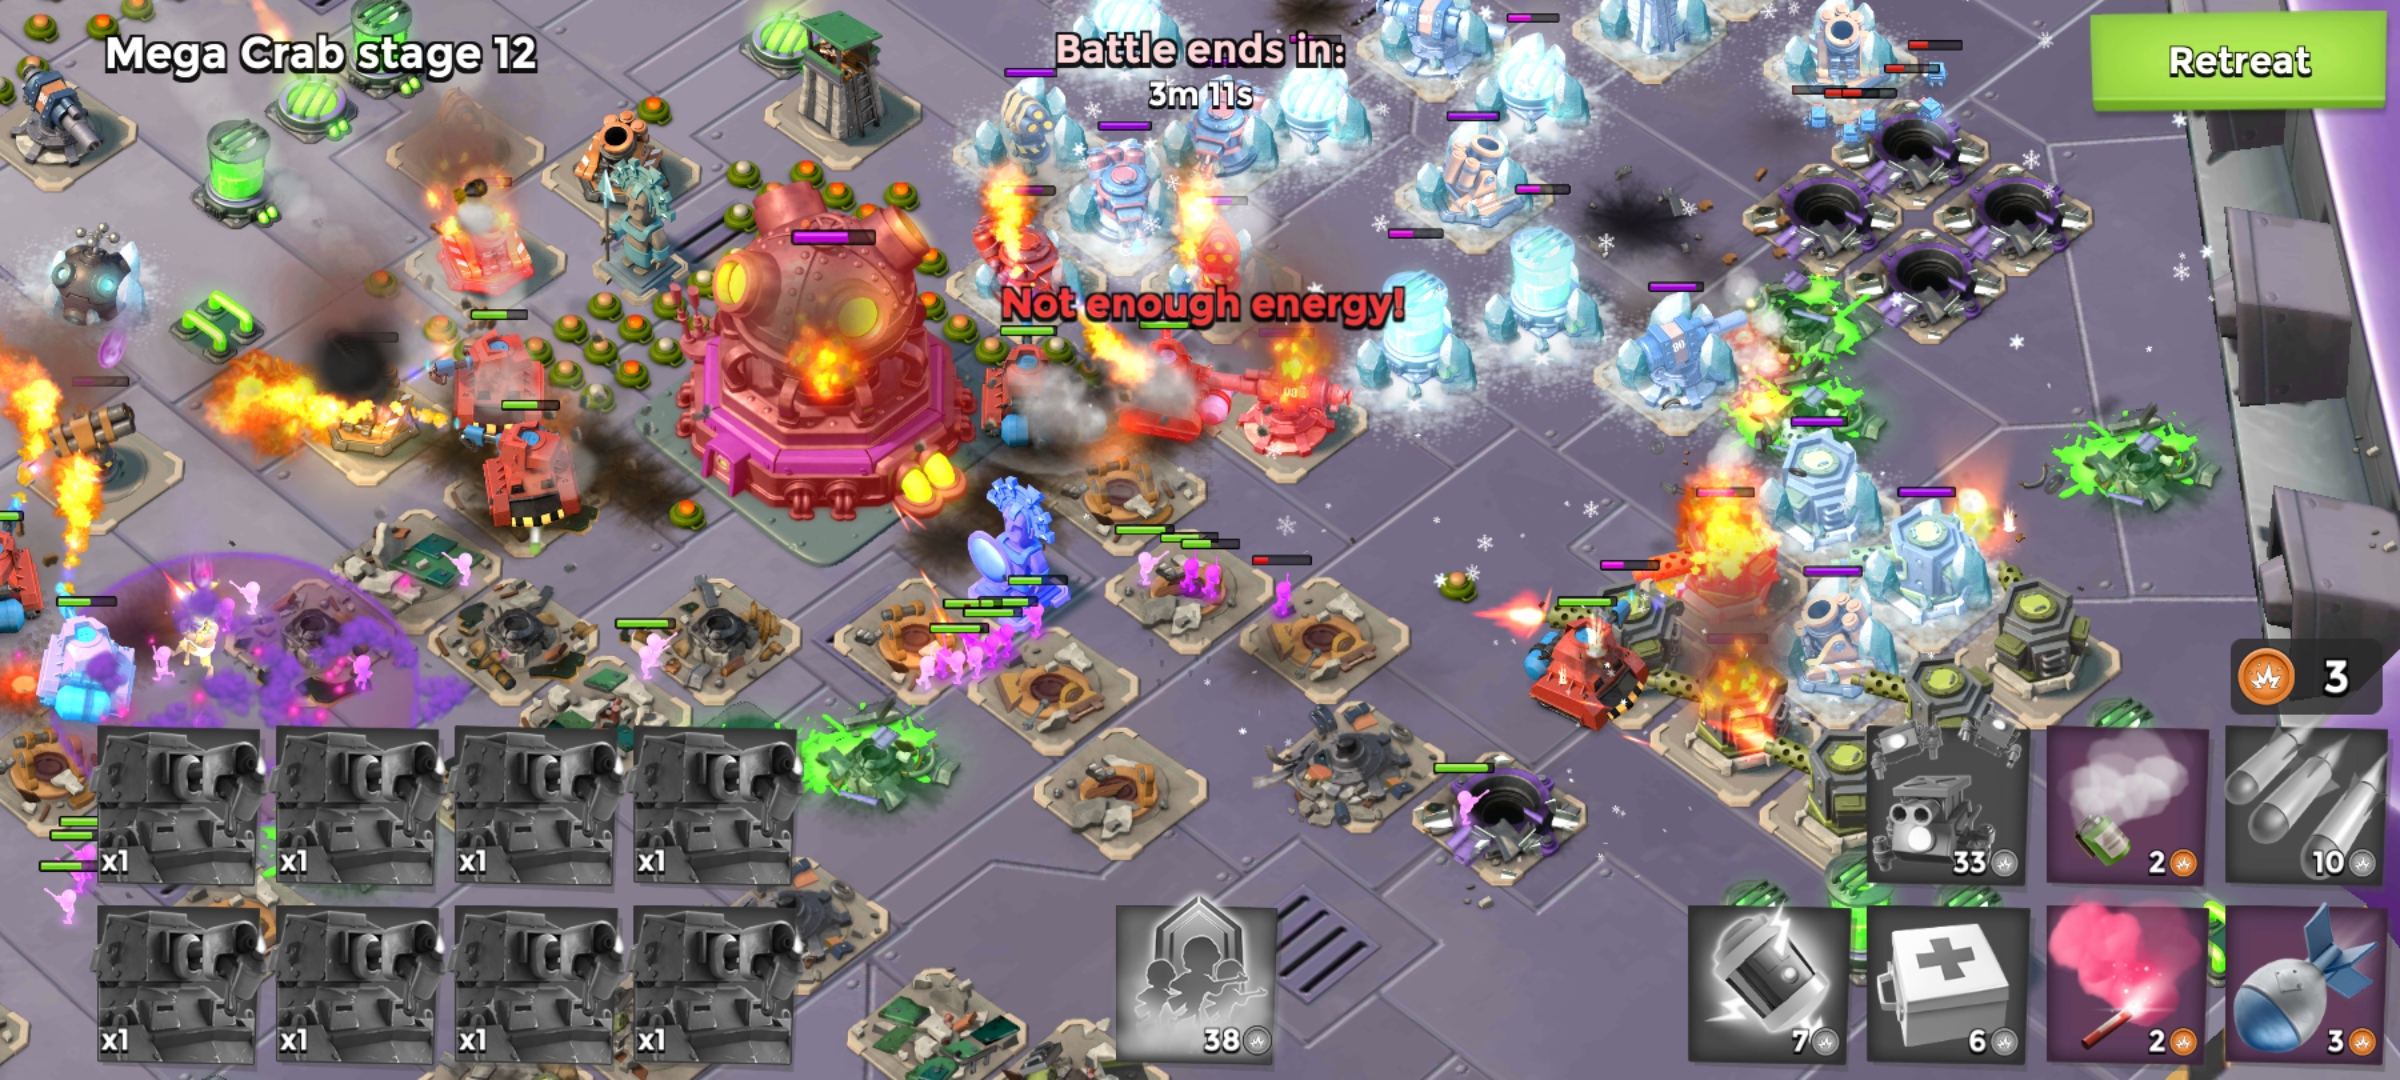 Mega Crab stage 12
Battle ends in:
3m 11s
Retreat
Not enough energy!
80
3
x1
x1
x1
x1
33
2
10
x1
x1
x1
x1
38
7
6
2
3